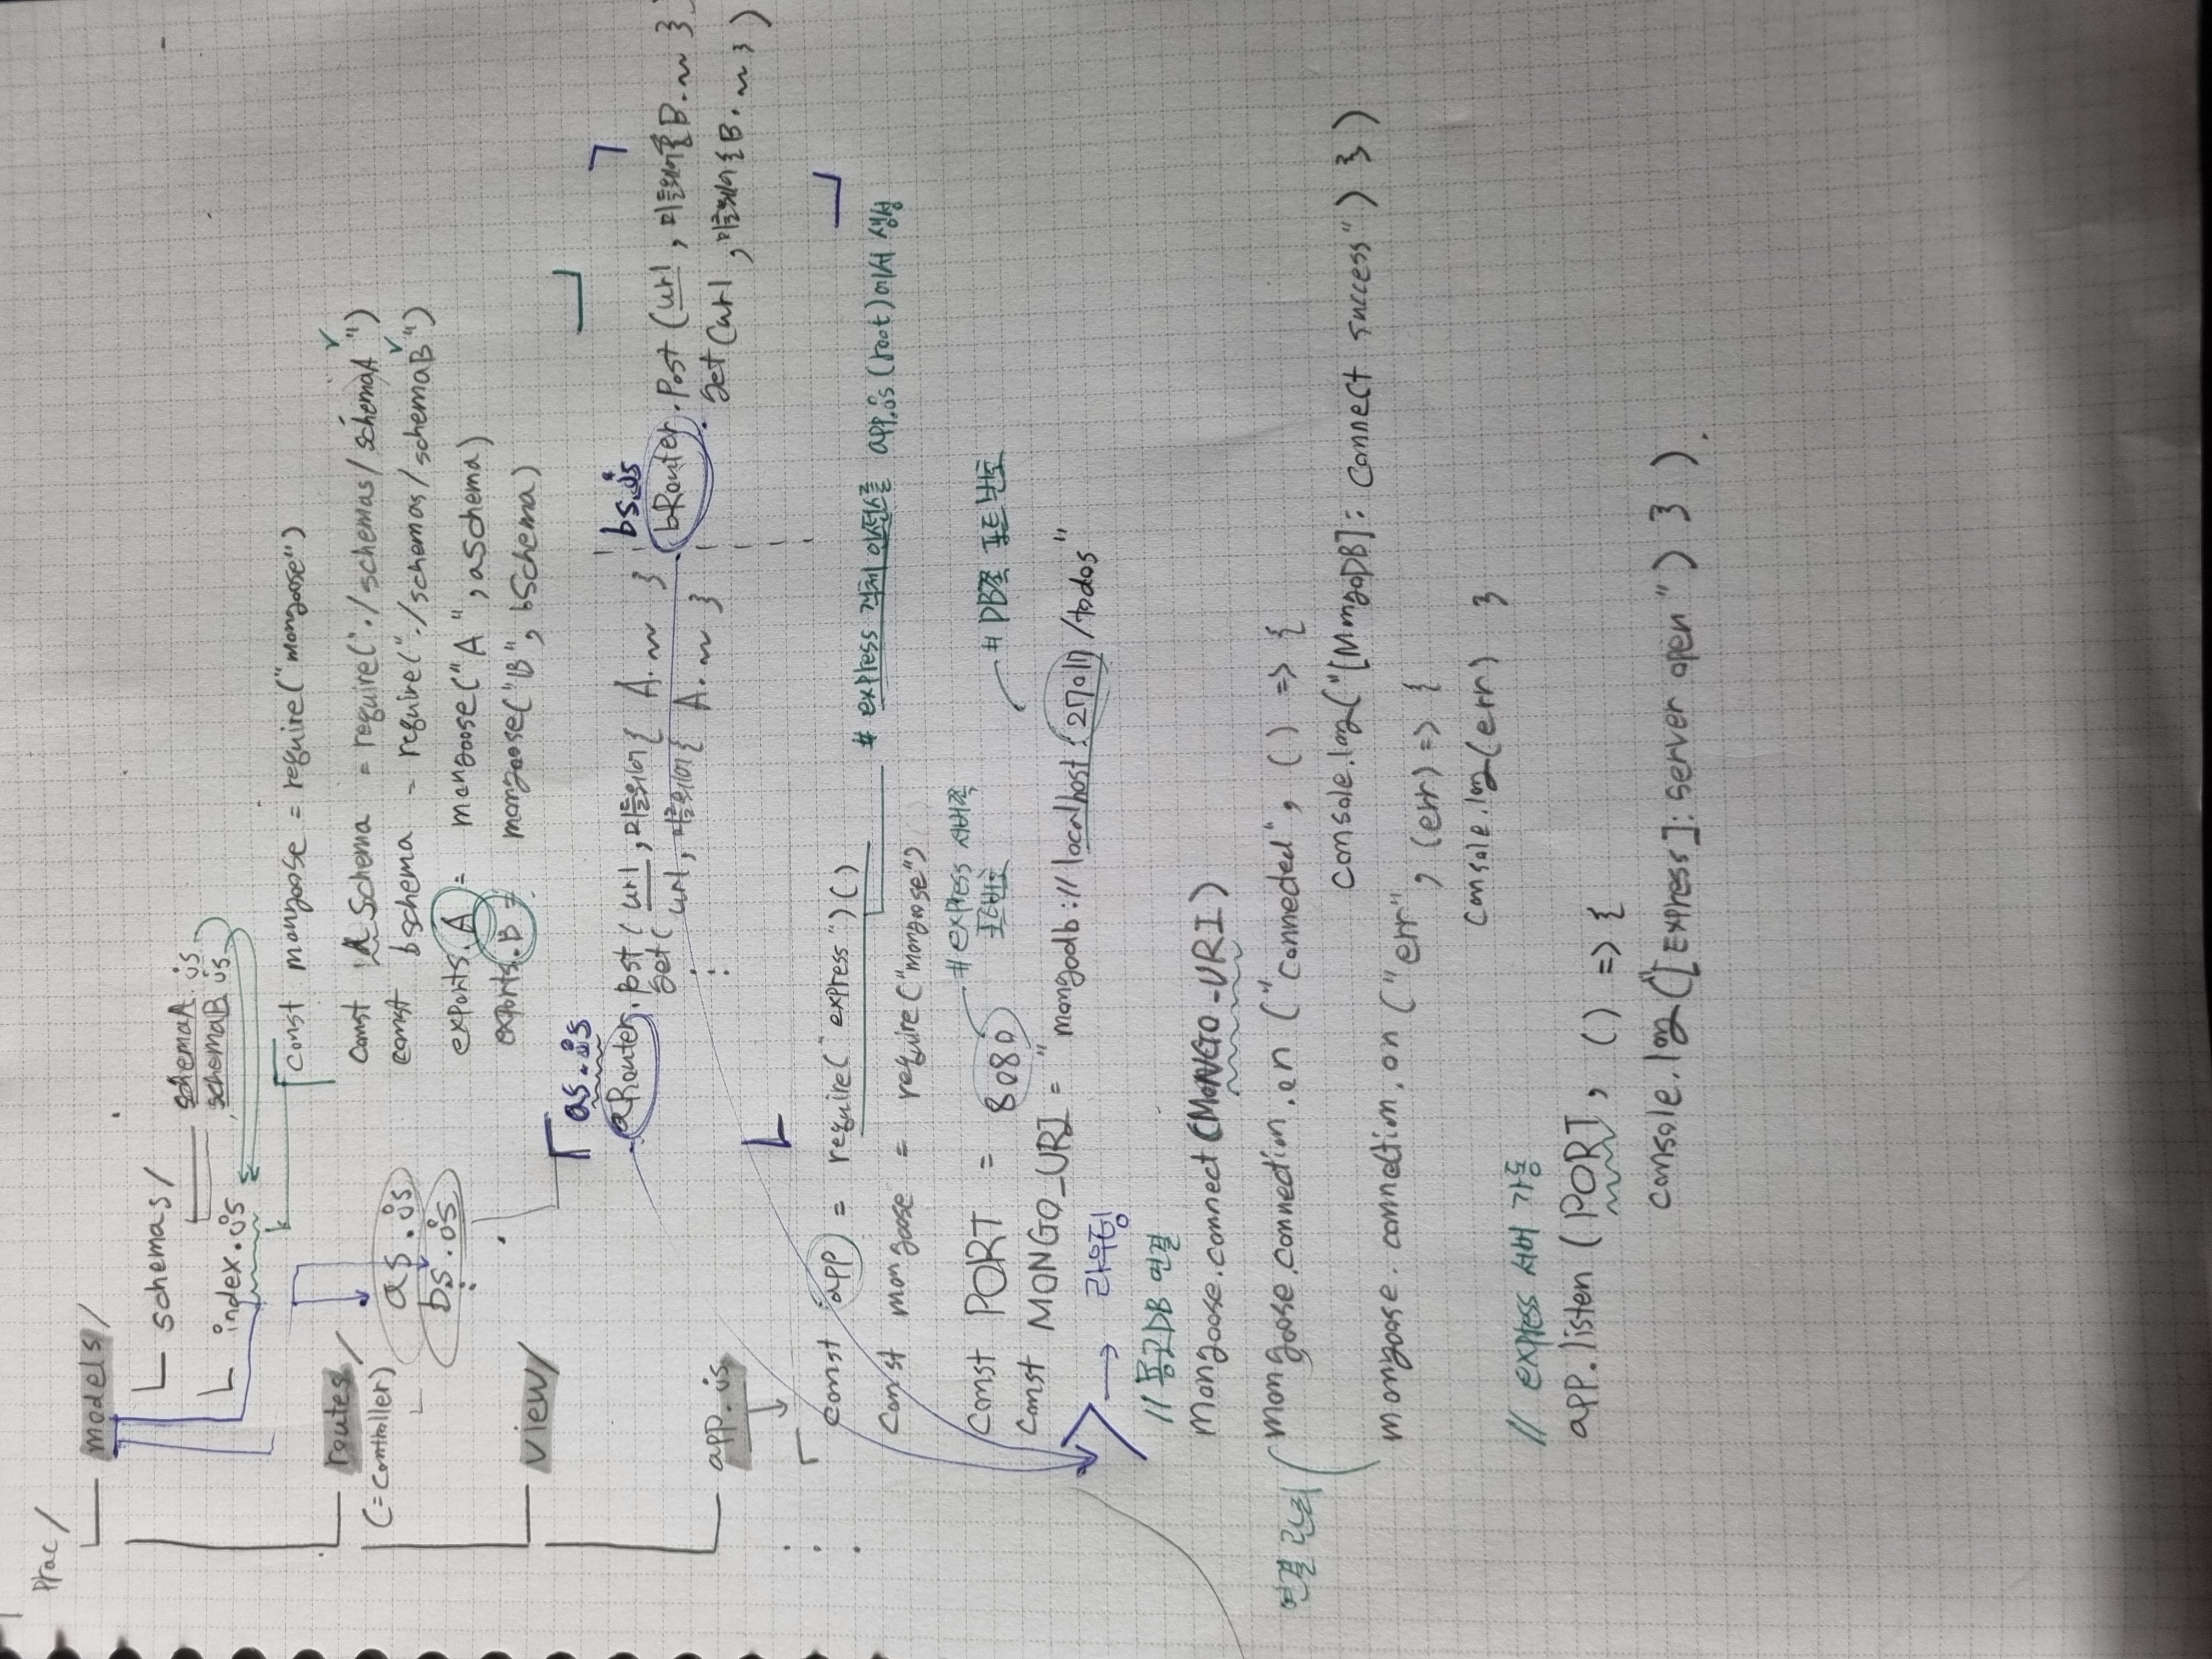 Prac /
models /
schemas /
schemaA.js
schemaB.js
index.js
const mongoose = require("mongoose")
routes /
(=controller)
const A Schema = require("./schemas/schemaA")
as.js
const bschema = require("./schemas/schemaB")
bs.js
exports.A = mongoose("A", aSchema)
exports.B = mongoose("B", bSchema)
view/
as.js
aRouter.post ( url , 미들웨어 { A. ~ }
get ( url , 미들웨어 { A. ~ }
bs.js
bRouter.post (url , 미들웨어 { B. ~ })
get (url , 미들웨어 { B. ~ })
app.js
const app = require("express")()
# express 객체 인스턴스를 app.js (root)에서 생성
const mongoose = require("mongoose")
const PORT = 8080
# express 서버쪽
포트번호
# DB쪽 포트번호
const MONGO_URI = "mongodb://localhost:27017/todos"
→ 라우팅
// 몽고DB 연결
mongoose.connect (MONGO_URI)
연결 관리
mongoose.connection.on ("conneded", () => {
console.log("[MongoDB]: connect success") } )
mongoose.connection.on ("err", (err) => {
console.log(err) }
// express 서버 가동
app.listen (PORT, () => {
console.log("[Express]: server open") } ).